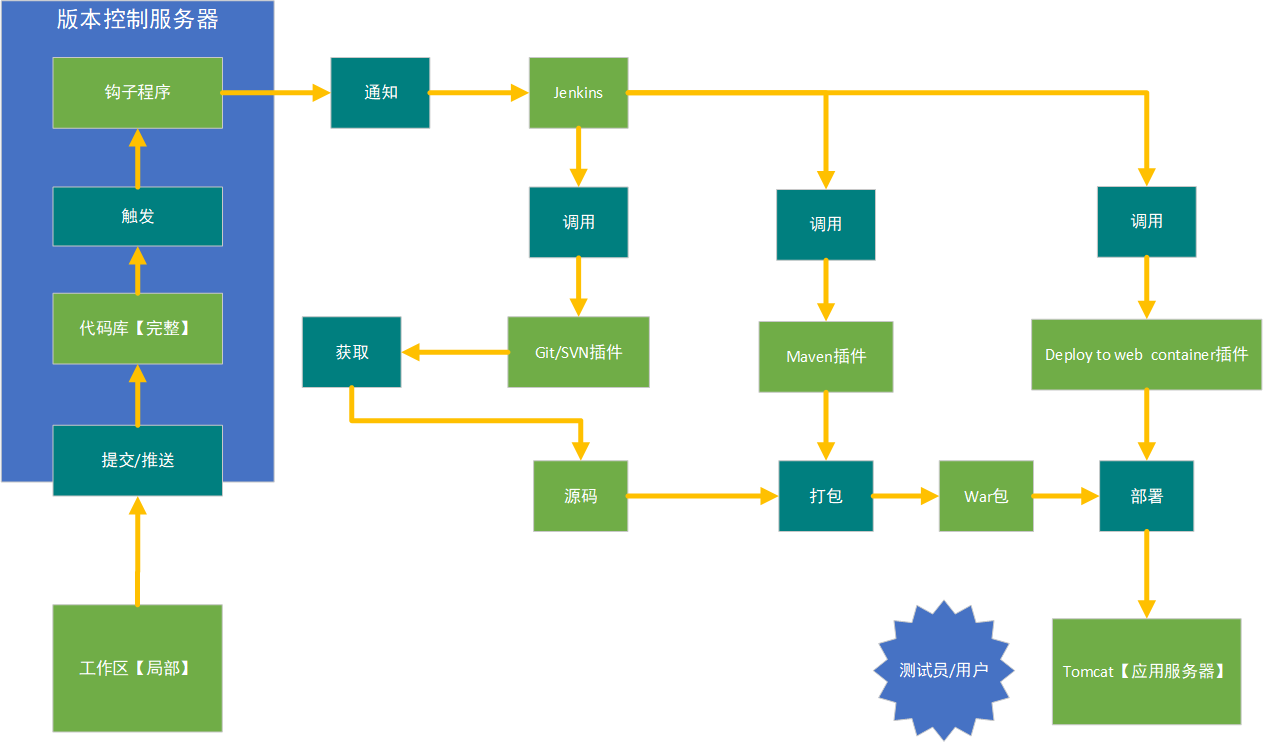 版本控制服务器
钩子程序
通知
Jenkins
触发
调用
调用
调用
代码库【完整】
获取
Git/SVN插件
Maven插件
Deploy to web container插件
提交/推送
源码
打包
War包
部署
工作区【局部】
测试员/用户
Tomcat【应用服务器】